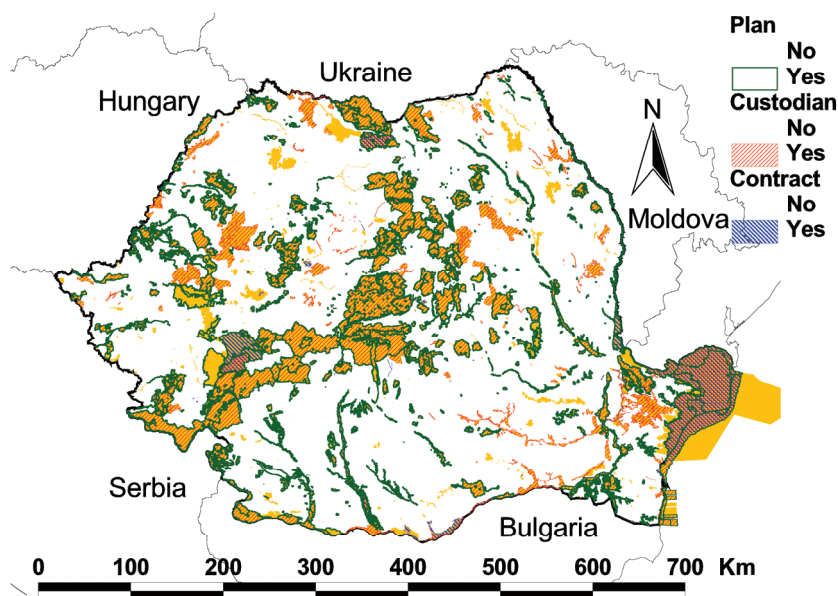 Plan
No
Yes
Custodian
No
Yes
Contract
No
Yes
Ukraine
Hungary
N
Moldova
Serbia
Bulgaria
0 100 200 300 400 500 600 700 Km